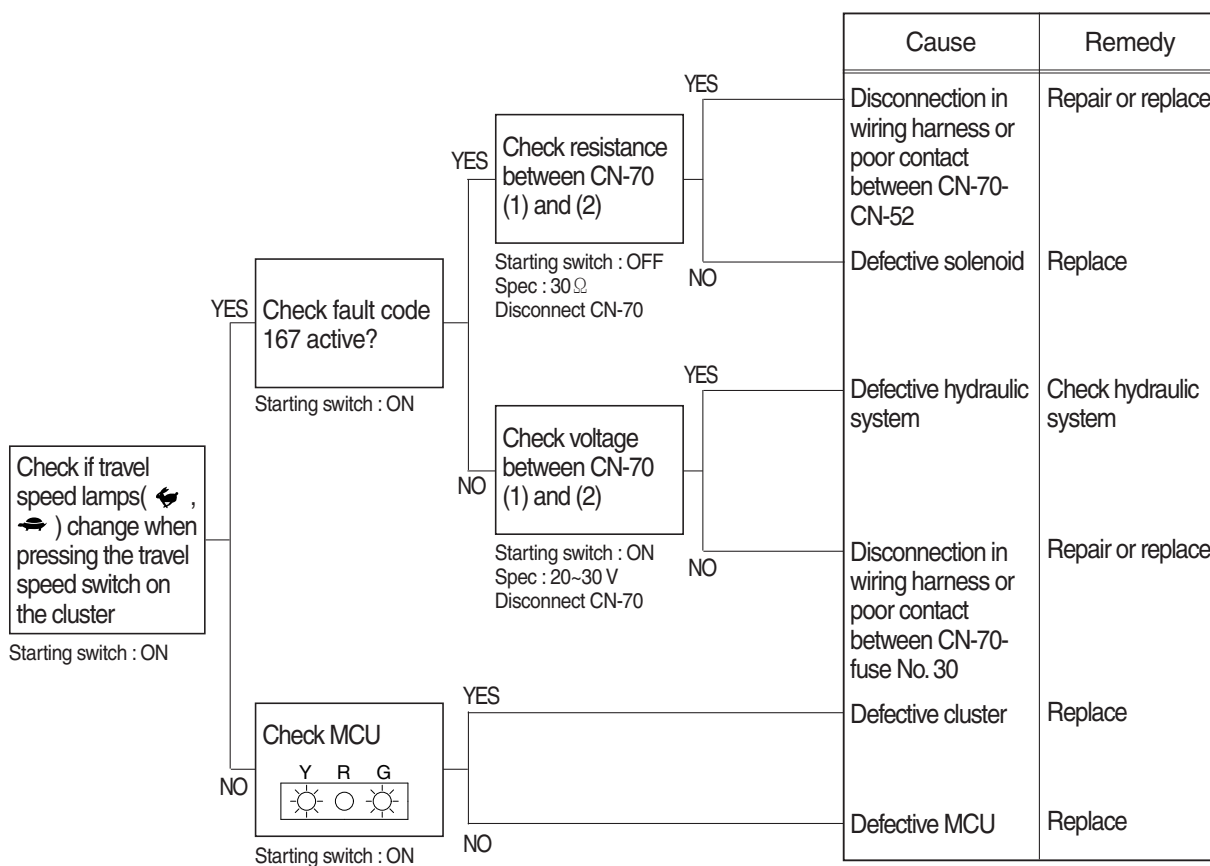 Cause
Remedy
YES
Disconnection in
wiring harness or
poor contact
between CN-70-
CN-52
Repair or replace
YES
Check resistance
between CN-70
(1) and (2)
Starting switch : OFF
Spec : 30Ω
Disconnect CN-70
NO
Defective solenoid
Replace
YES
Check fault code
167 active?
Starting switch : ON
YES
Defective hydraulic
system
Check hydraulic
system
NO
Check voltage
between CN-70
(1) and (2)
Starting switch : ON
Spec : 20~30 V
Disconnect CN-70
NO
Disconnection in
wiring harness or
poor contact
between CN-70-
fuse No. 30
Repair or replace
Check if travel
speed lamps( ,
) change when
pressing the travel
speed switch on
the cluster
Starting switch : ON
NO
Check MCU
Y R G
Starting switch : ON
YES
Defective cluster
Replace
NO
Defective MCU
Replace